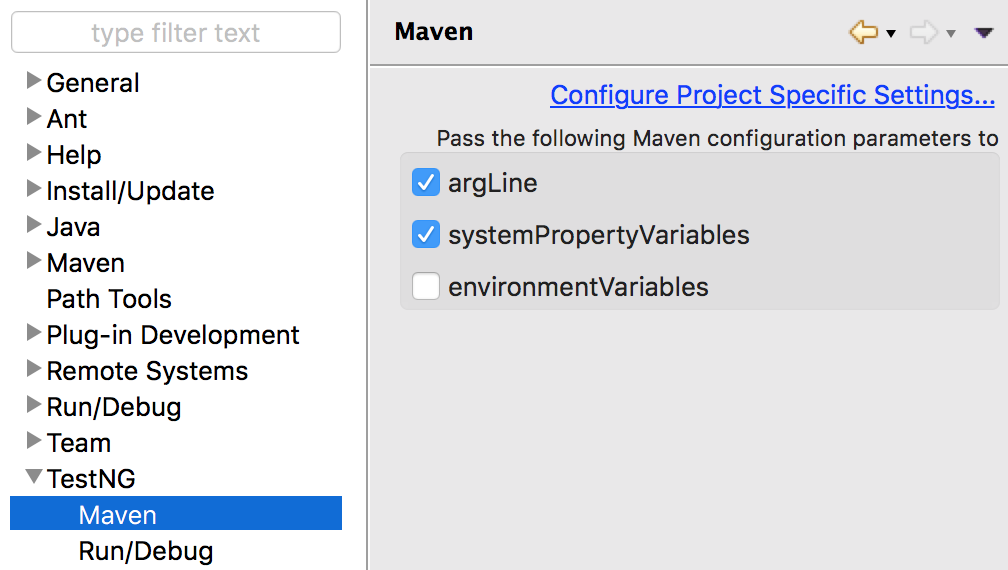 type filter text
General
Ant
Help
Install/Update
Java
Maven
Path Tools
Plug-in Development
Remote Systems
Run/Debug
Team
TestNG
Maven
Run/Debug
Maven
Configure Project Specific Settings...
Pass the following Maven configuration parameters to
argLine
systemPropertyVariables
environmentVariables